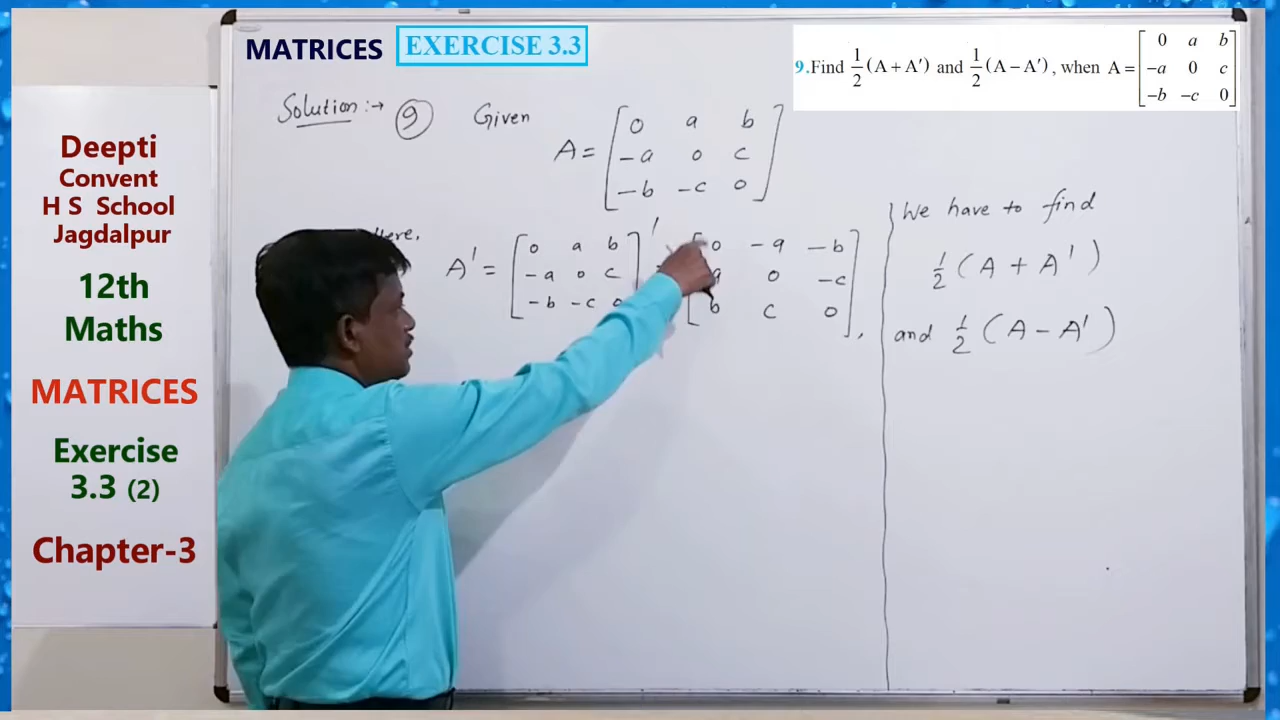 MATRICES EXERCISE 3.3
9.Find 1/2(A+A′) and 1/2(A−A′), when A = [0 a b
−a 0 c
−b −c 0]
Deepti
Convent
H S School
Jagdalpur
12th
Maths
MATRICES
Exercise
3.3 (2)
Chapter-3
Solution:→ 9 Given
A = [0 a b
−a 0 c
−b −c 0]
A' = [0 a b
−a 0 c
−b −c 0]' [0 −a −b
a 0 −c
b c 0],
We have to find
1/2 (A + A')
and 1/2 (A − A')